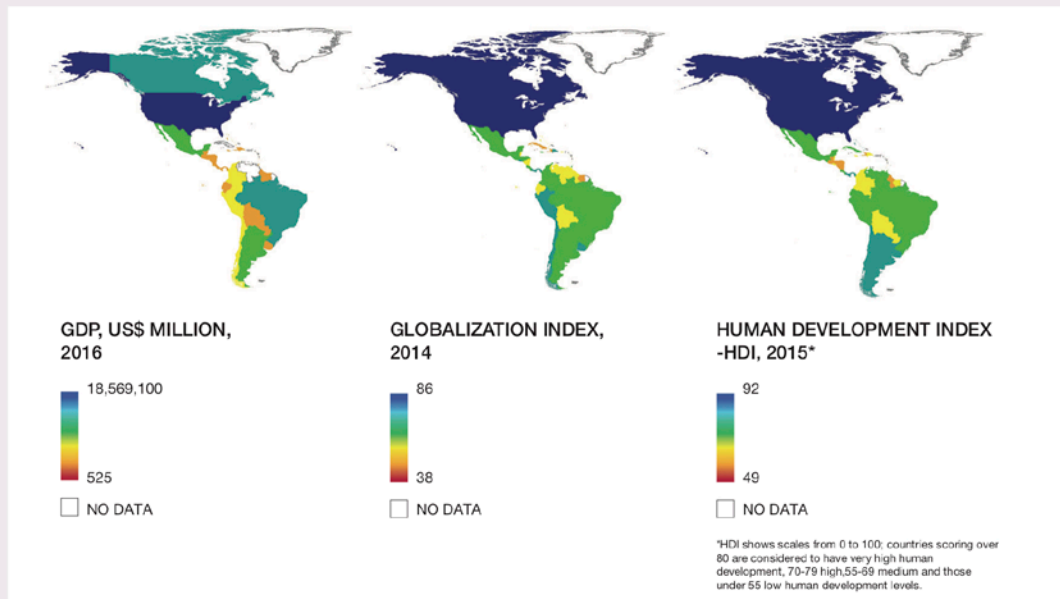 GDP, US$ MILLION,
2016
18,569,100
525
NO DATA
GLOBALIZATION INDEX,
2014
86
38
NO DATA
HUMAN DEVELOPMENT INDEX
-HDI, 2015*
92
49
NO DATA
*HDI shows scales from 0 to 100; countries scoring over
80 are considered to have very high human
development, 70-79 high,55-69 medium and those
under 55 low human development levels.